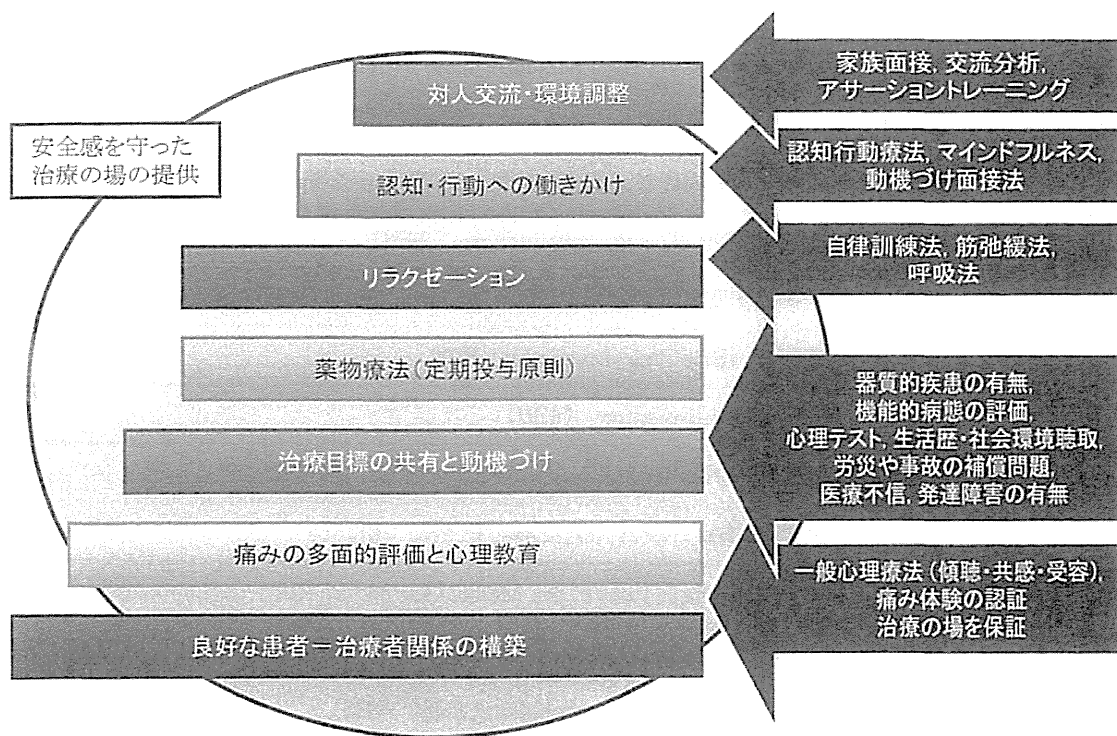 安全感を守った
治療の場の提供
対人交流・環境調整
認知・行動への働きかけ
リラクゼーション
薬物療法(定期投与原則)
治療目標の共有と動機づけ
痛みの多面的評価と心理教育
良好な患者－治療者関係の構築
家族面接, 交流分析,
アサーショントレーニング
認知行動療法, マインドフルネス,
動機づけ面接法
自律訓練法, 筋弛緩法,
呼吸法
器質的疾患の有無,
機能的病態の評価,
心理テスト, 生活歴・社会環境聴取,
労災や事故の補償問題,
医療不信, 発達障害の有無
一般心理療法(傾聴・共感・受容),
痛み体験の認証
治療の場を保証